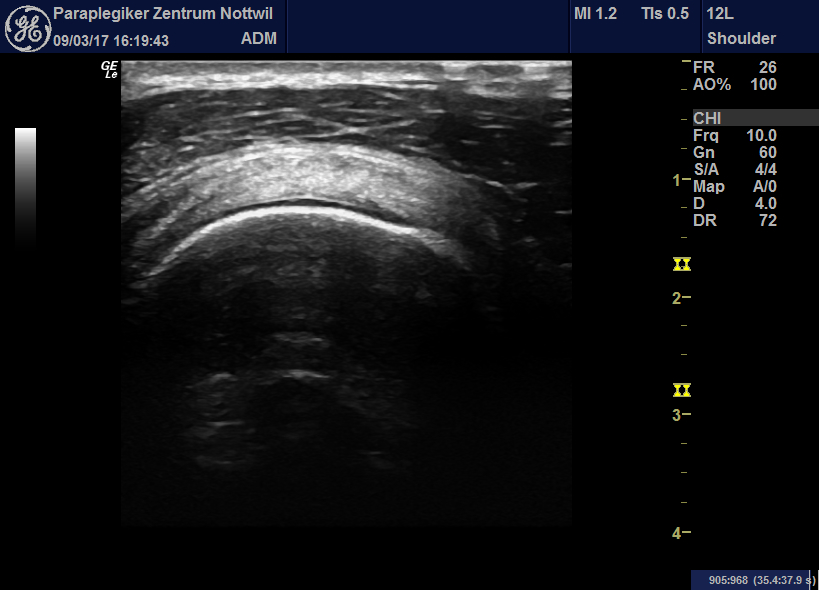 GE
Paraplegiker Zentrum Nottwil
09/03/17 16:19:43 ADM
MI 1.2 TIs 0.5
12L
Shoulder
GE
Le
FR 26
AO% 100
CHI
Frq 10.0
Gn 60
S/A 4/4
Map A/0
D 4.0
DR 72
1
2
3
4
905:968 (35.4:37.9 s)